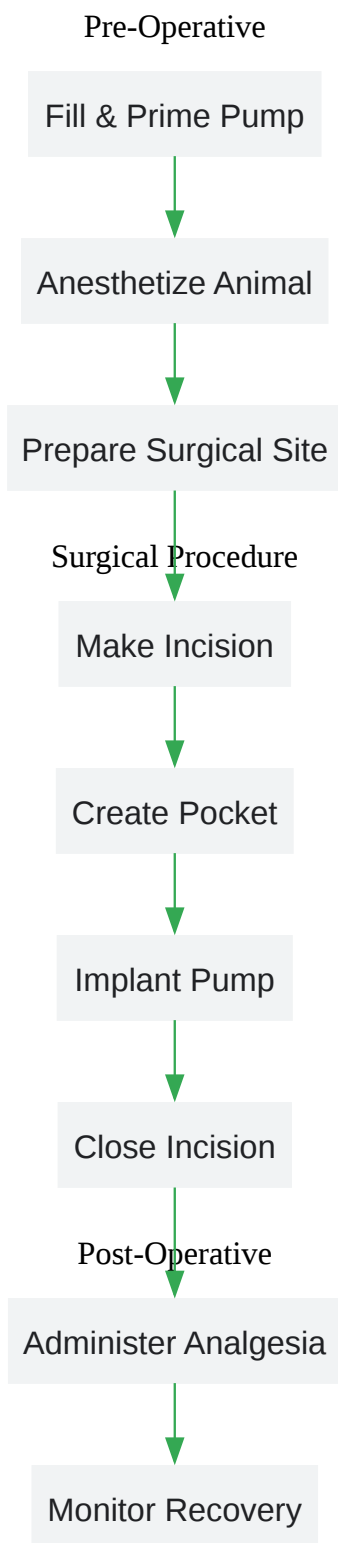 Pre-Operative
Fill & Prime Pump
Anesthetize Animal
Prepare Surgical Site
Surgical Procedure
Make Incision
Create Pocket
Implant Pump
Close Incision
Post-Operative
Administer Analgesia
Monitor Recovery